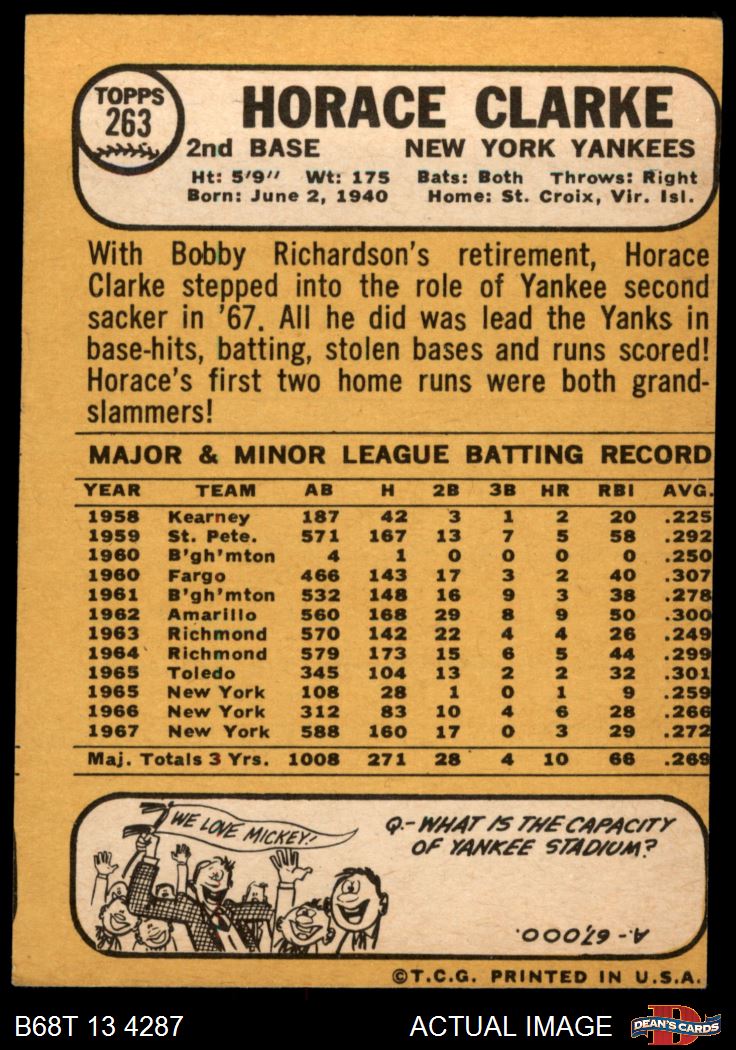 TOPPS
263
HORACE CLARKE
2nd BASE NEW YORK YANKEES
Ht: 5'9" Wt: 175 Bats: Both Throws: Right
Born: June 2, 1940 Home: St. Croix, Vir. Isl.
With Bobby Richardson's retirement, Horace
Clarke stepped into the role of Yankee second
sacker in '67. All he did was lead the Yanks in
base-hits, batting, stolen bases and runs scored!
Horace's first two home runs were both grand-
slammers!
MAJOR & MINOR LEAGUE BATTING RECORD
YEAR TEAM AB H 2B 3B HR RBI AVG.
1958 Kearney 187 42 3 1 2 20 .225
1959 St. Pete. 571 167 13 7 5 58 .292
1960 B'gh'mton 4 1 0 0 0 0 .250
1960 Fargo 466 143 17 3 2 40 .307
1961 B'gh'mton 532 148 16 9 3 38 .278
1962 Amarillo 560 168 29 8 9 50 .300
1963 Richmond 570 142 22 4 4 26 .249
1964 Richmond 579 173 15 6 5 44 .299
1965 Toledo 345 104 13 2 2 32 .301
1965 New York 108 28 1 0 1 9 .259
1966 New York 312 83 10 4 6 28 .266
1967 New York 588 160 17 0 3 29 .272
Maj. Totals 3 Yrs. 1008 271 28 4 10 66 .269
WE LOVE MICKEY!
Q.- WHAT IS THE CAPACITY
OF YANKEE STADIUM?
A.- 67,000.
©T.C.G. PRINTED IN U.S.A.
B68T 13 4287 ACTUAL IMAGE
DEAN'S CARDS